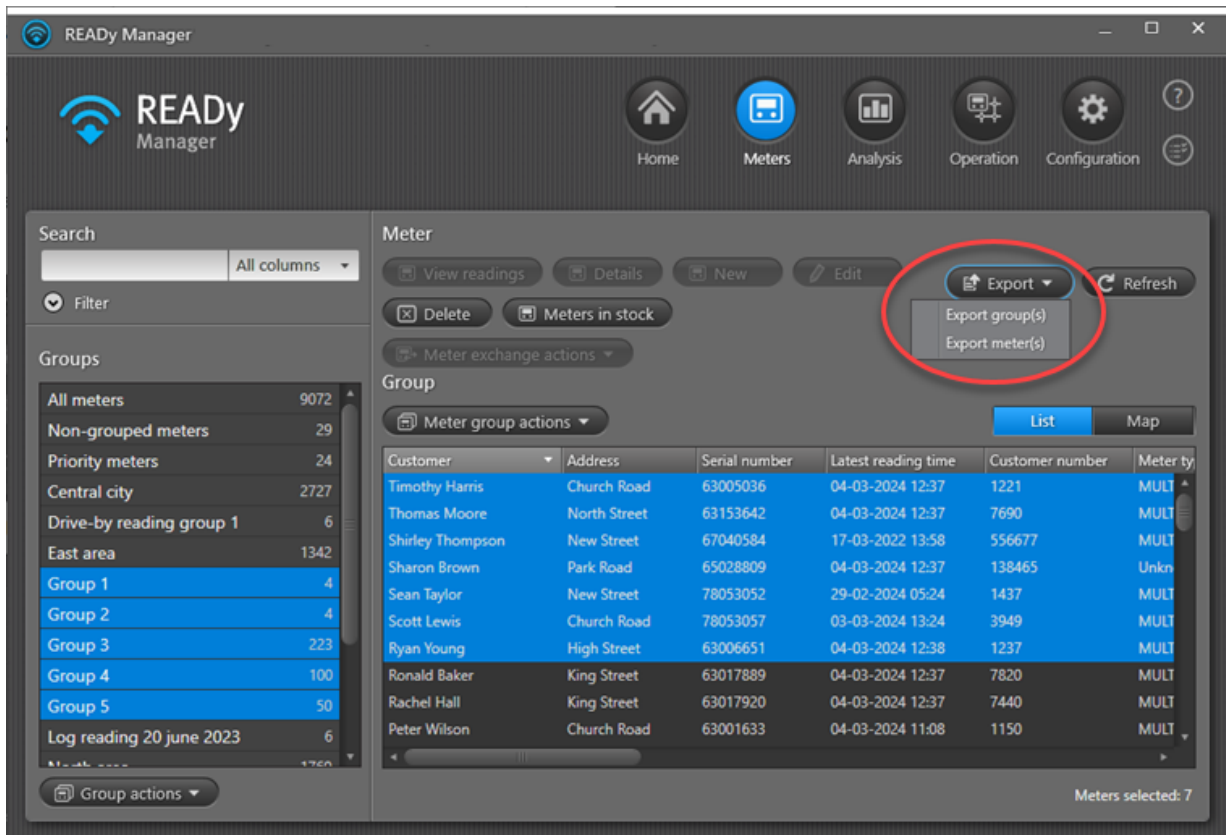 READy Manager
READy
Manager
Home
Meters
Analysis
Operation
Configuration
?
Search
All columns
Filter
Groups
All meters 9072
Non-grouped meters 29
Priority meters 24
Central city 2727
Drive-by reading group 1 6
East area 1342
Group 1 4
Group 2 4
Group 3 223
Group 4 100
Group 5 50
Log reading 20 june 2023 6
Group actions
Meter
View readings
Details
New
Edit
Export
Refresh
Export group(s)
Export meter(s)
Delete
Meters in stock
Meter exchange actions
Group
Meter group actions
List
Map
Customer Address Serial number Latest reading time Customer number Meter ty
Timothy Harris Church Road 63005036 04-03-2024 12:37 1221 MULT
Thomas Moore North Street 63153642 04-03-2024 12:37 7690 MULT
Shirley Thompson New Street 67040584 17-03-2022 13:58 556677 MULT
Sharon Brown Park Road 65028809 04-03-2024 12:37 138465 Unkn
Sean Taylor New Street 78053052 29-02-2024 05:24 1437 MULT
Scott Lewis Church Road 78053057 03-03-2024 13:24 3949 MULT
Ryan Young High Street 63006651 04-03-2024 12:38 1237 MULT
Ronald Baker King Street 63017889 04-03-2024 12:37 7820 MULT
Rachel Hall King Street 63017920 04-03-2024 12:37 7440 MULT
Peter Wilson Church Road 63001633 04-03-2024 11:08 1150 MULT
Meters selected: 7